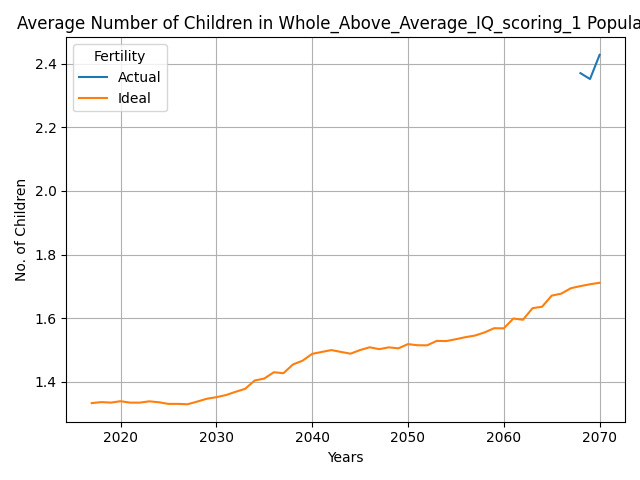 Average Number of Children in Whole_Above_Average_IQ_scoring_1 Popula
Fertility
Actual
Ideal
No. of Children
2.4
2.2
2.0
1.8
1.6
1.4
2020 2030 2040 2050 2060 2070
Years